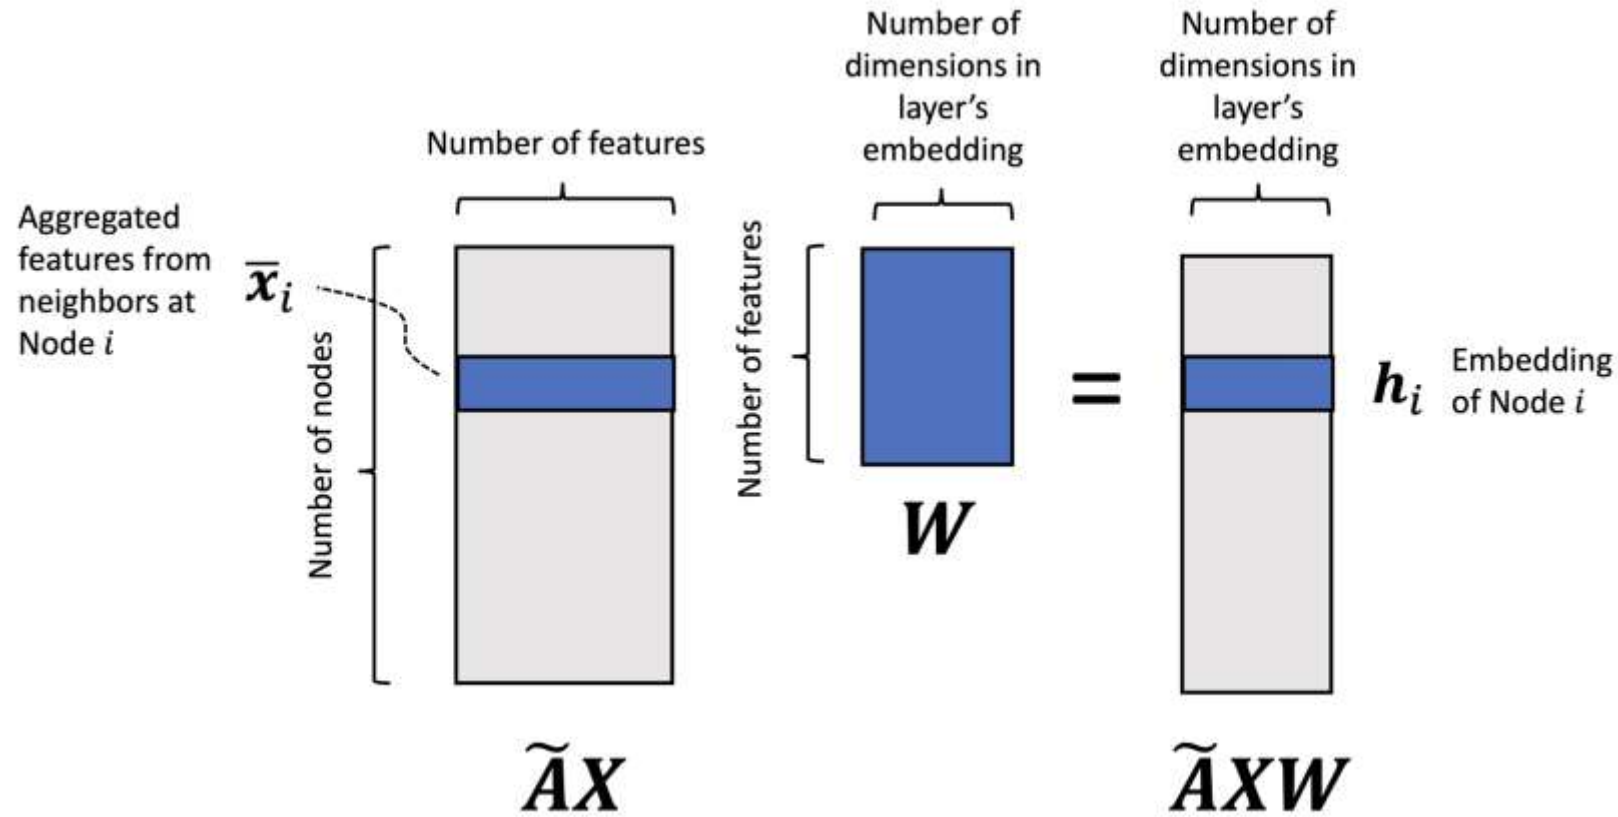 Number of
dimensions in
layer's
embedding
Number of
dimensions in
layer's
embedding
Number of features
Aggregated
features from
neighbors at
Node i
x̄ᵢ
Number of nodes
Number of features
=
hᵢ
Embedding
of Node i
W
ÃX
ÃXW